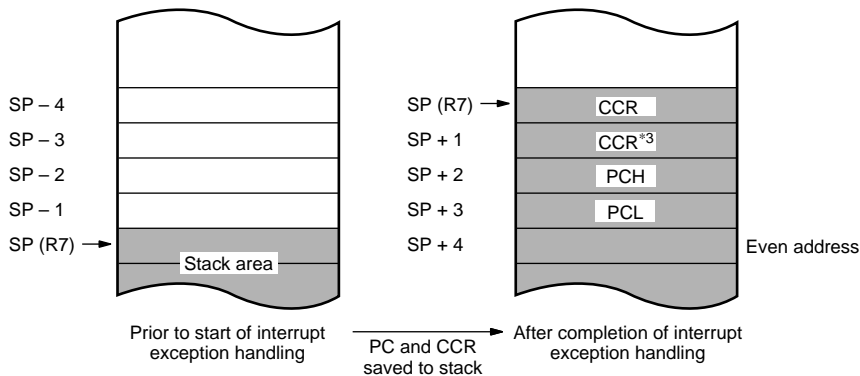 SP – 4
SP – 3
SP – 2
SP – 1
SP (R7)
Stack area
SP (R7)
SP + 1
SP + 2
SP + 3
SP + 4
CCR
CCR*3
PCH
PCL
Even address
Prior to start of interrupt
exception handling
PC and CCR
saved to stack
After completion of interrupt
exception handling